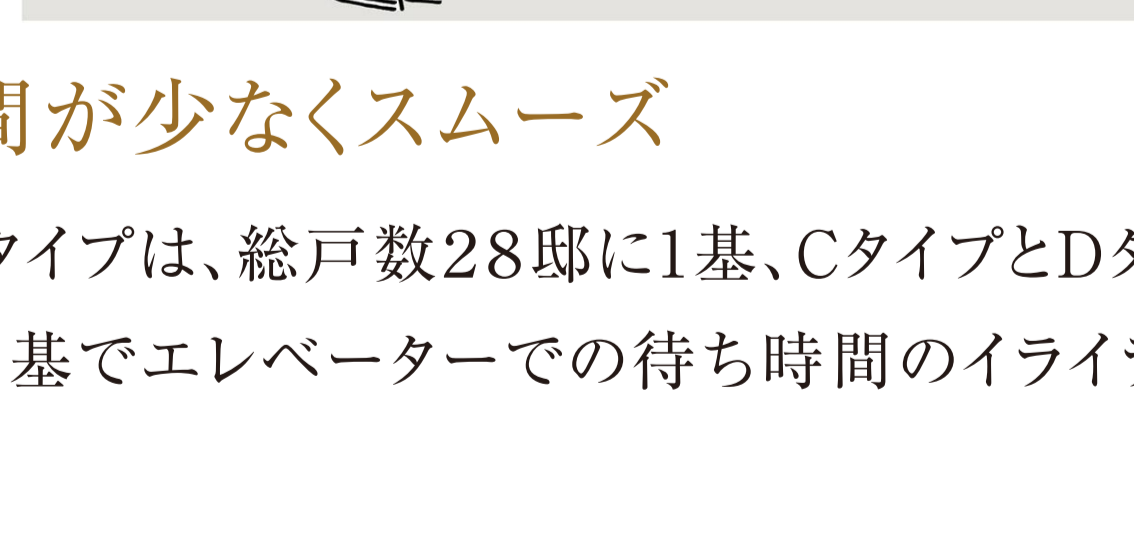 間が少なくスムーズ
タイプは、総戸数28邸に1基、CタイプとDタ
基でエレベーターでの待ち時間のイライラ